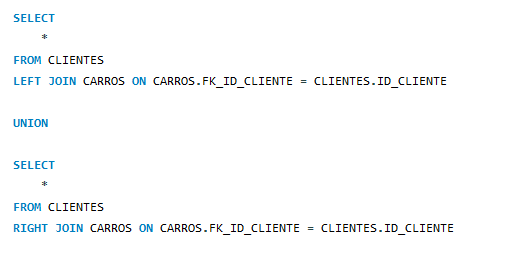 SELECT
*
FROM CLIENTES
LEFT JOIN CARROS ON CARROS.FK_ID_CLIENTE = CLIENTES.ID_CLIENTE
UNION
SELECT
*
FROM CLIENTES
RIGHT JOIN CARROS ON CARROS.FK_ID_CLIENTE = CLIENTES.ID_CLIENTE